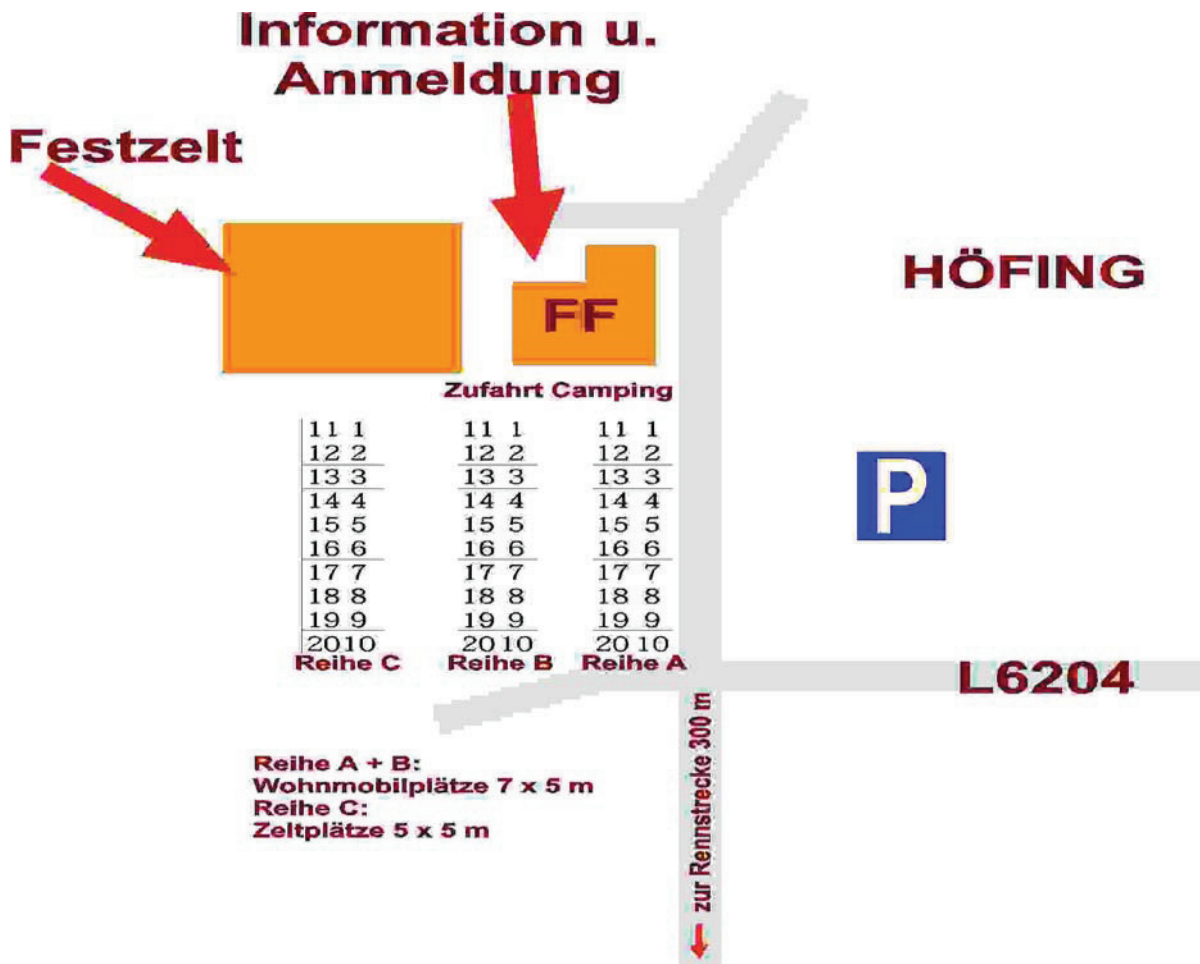 Information u.
Anmeldung
Festzelt
HÖFING
FF
Zufahrt Camping
P
11 1 11 1 11 1
12 2 12 2 12 2
13 3 13 3 13 3
14 4 14 4 14 4
15 5 15 5 15 5
16 6 16 6 16 6
17 7 17 7 17 7
18 8 18 8 18 8
19 9 19 9 19 9
20 10 20 10 20 10
Reihe C Reihe B Reihe A
L6204
zur Rennstrecke 300 m
Reihe A + B:
Wohnmobilplätze 7 x 5 m
Reihe C:
Zeltplätze 5 x 5 m